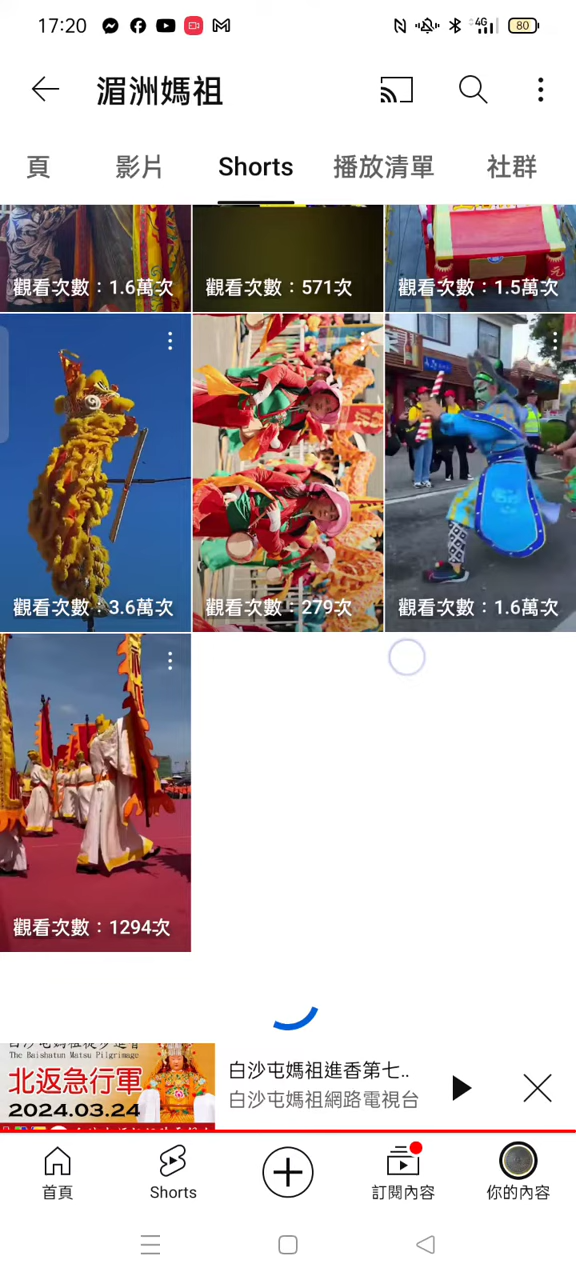 17:20
4G
80
湄洲媽祖
頁
影片
Shorts
播放清單
社群
觀看次數：1.6萬次
觀看次數：571次
觀看次數：1.5萬次
觀看次數：3.6萬次
觀看次數：279次
觀看次數：1.6萬次
觀看次數：1294次
The Baishatun Matsu Pilgrimage
北返急行軍
2024.03.24
白沙屯媽祖進香第七..
白沙屯媽祖網路電視台
首頁
Shorts
訂閱內容
你的內容